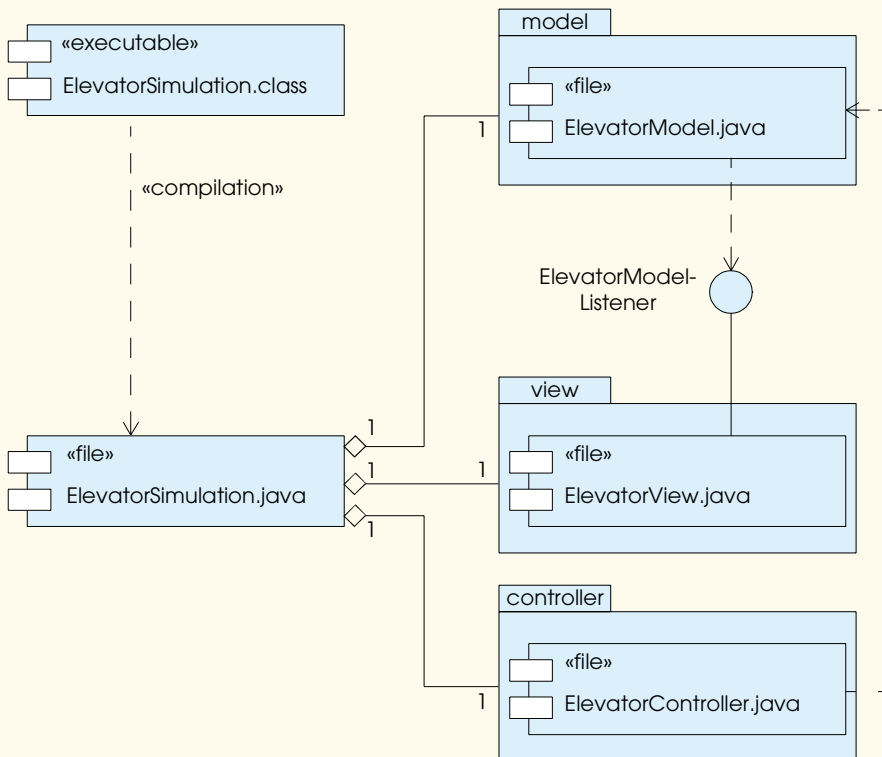 «executable»
ElevatorSimulation.class
«compilation»
model
«file»
ElevatorModel.java
1
ElevatorModel-
Listener
view
«file»
ElevatorView.java
«file»
ElevatorSimulation.java
1
1
1
1
controller
«file»
ElevatorController.java
1